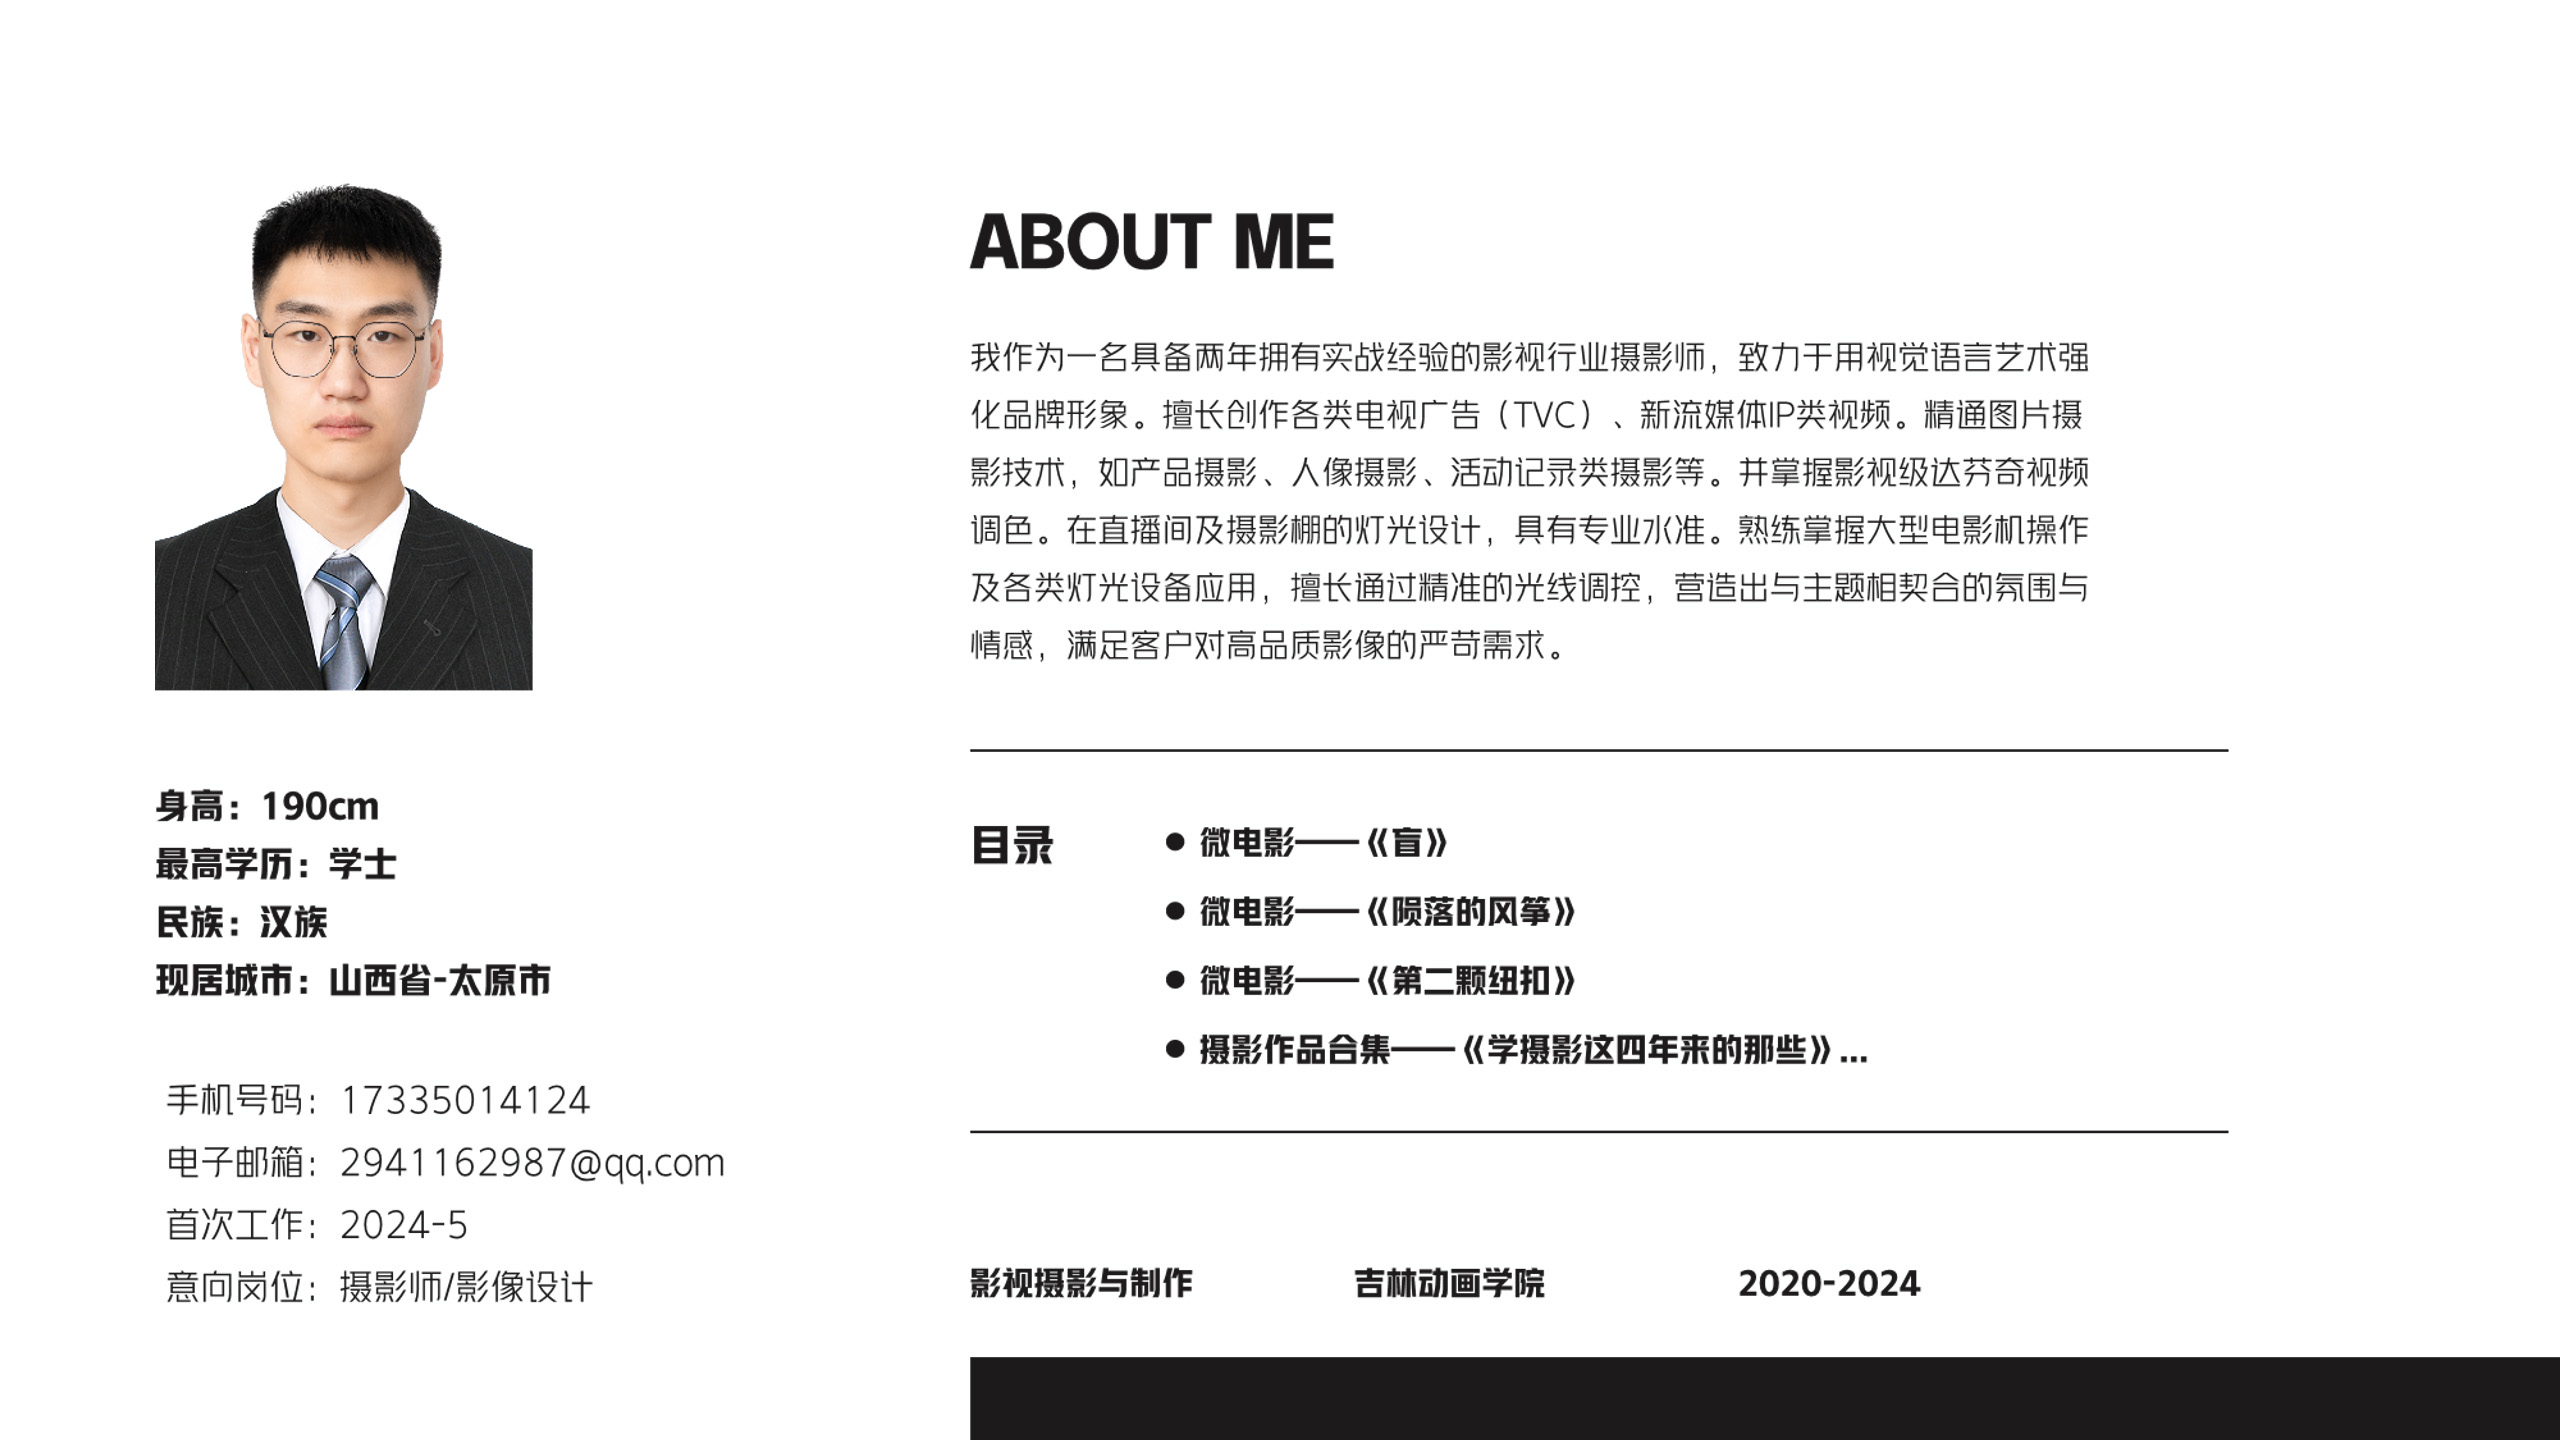 ABOUT ME
我作为一名具备两年拥有实战经验的影视行业摄影师，致力于用视觉语言艺术强
化品牌形象。擅长创作各类电视广告（TVC）、新流媒体IP类视频。精通图片摄
影技术，如产品摄影、人像摄影、活动记录类摄影等。并掌握影视级达芬奇视频
调色。在直播间及摄影棚的灯光设计，具有专业水准。熟练掌握大型电影机操作
及各类灯光设备应用，擅长通过精准的光线调控，营造出与主题相契合的氛围与
情感，满足客户对高品质影像的严苛需求。
身高：190cm
最高学历：学士
民族：汉族
现居城市：山西省-太原市
手机号码：17335014124
电子邮箱：2941162987@qq.com
首次工作：2024-5
意向岗位：摄影师/影像设计
目录
● 微电影——《盲》
● 微电影——《陨落的风筝》
● 微电影——《第二颗纽扣》
● 摄影作品合集——《学摄影这四年来的那些》...
影视摄影与制作 吉林动画学院 2020-2024